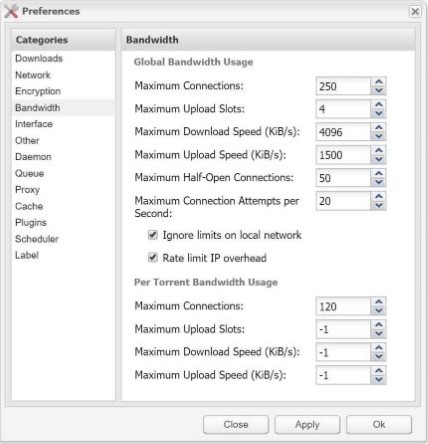 Preferences
Categories
Downloads
Network
Encryption
Bandwidth
Interface
Other
Daemon
Queue
Proxy
Cache
Plugins
Scheduler
Label
Bandwidth
Global Bandwidth Usage
Maximum Connections: 250
Maximum Upload Slots: 4
Maximum Download Speed (KiB/s): 4096
Maximum Upload Speed (KiB/s): 1500
Maximum Half-Open Connections: 50
Maximum Connection Attempts per 20
Second:
Ignore limits on local network
Rate limit IP overhead
Per Torrent Bandwidth Usage
Maximum Connections: 120
Maximum Upload Slots: -1
Maximum Download Speed (KiB/s): -1
Maximum Upload Speed (KiB/s): -1
Close Apply Ok